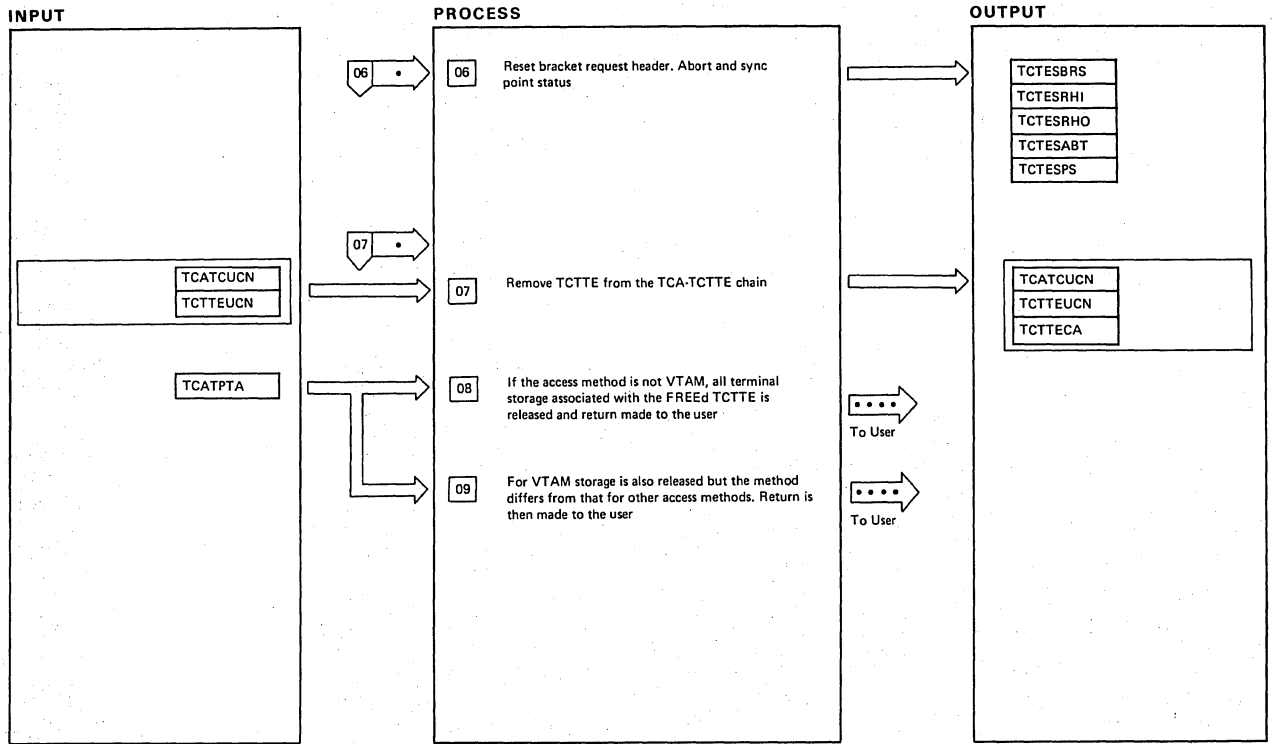 INPUT
PROCESS
OUTPUT
06
06
Reset bracket request header. Abort and sync
point status
TCTESBRS
TCTESRHI
TCTESRHO
TCTESABT
TCTESPS
07
TCATCUCN
TCTTEUCN
07
Remove TCTTE from the TCA-TCTTE chain
TCATCUCN
TCTTEUCN
TCTTECA
TCATPTA
08
If the access method is not VTAM, all terminal
storage associated with the FREEd TCTTE is
released and return made to the user
To User
09
For VTAM storage is also released but the method
differs from that for other access methods. Return is
then made to the user
To User